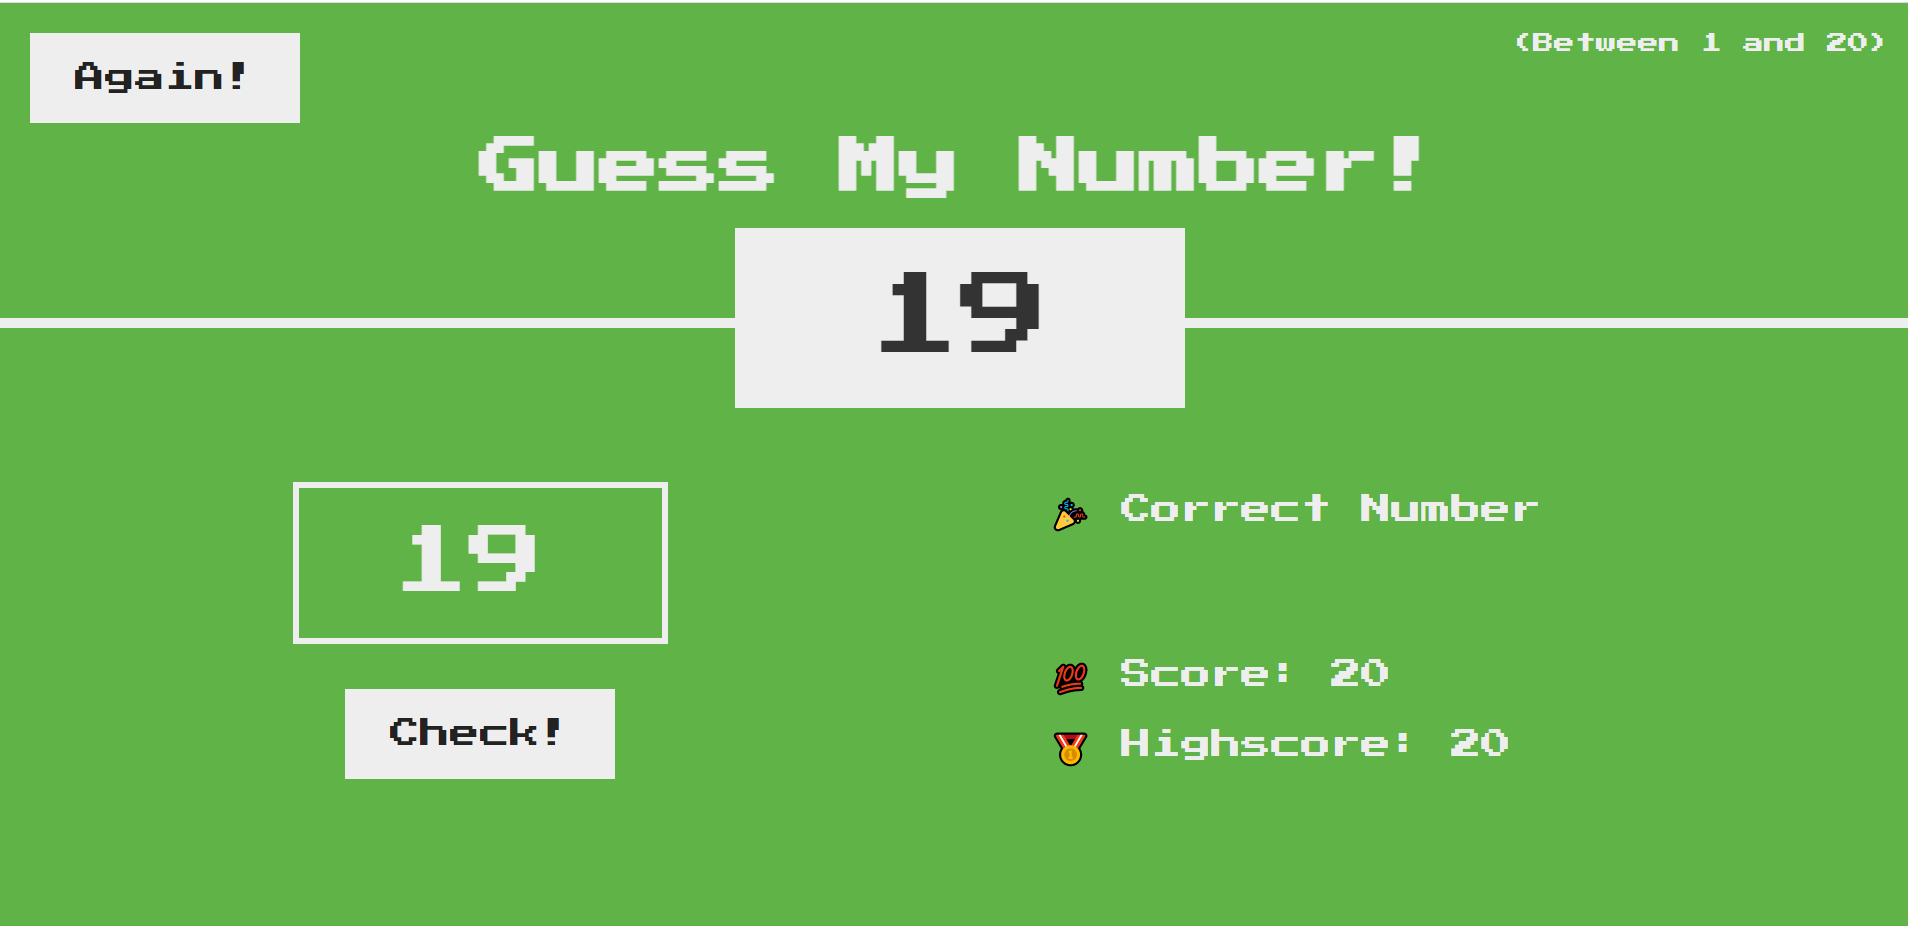 Again!
(Between 1 and 20)
Guess My Number!
19
19
Check!
🎉 Correct Number
💯 Score: 20
🥇 Highscore: 20